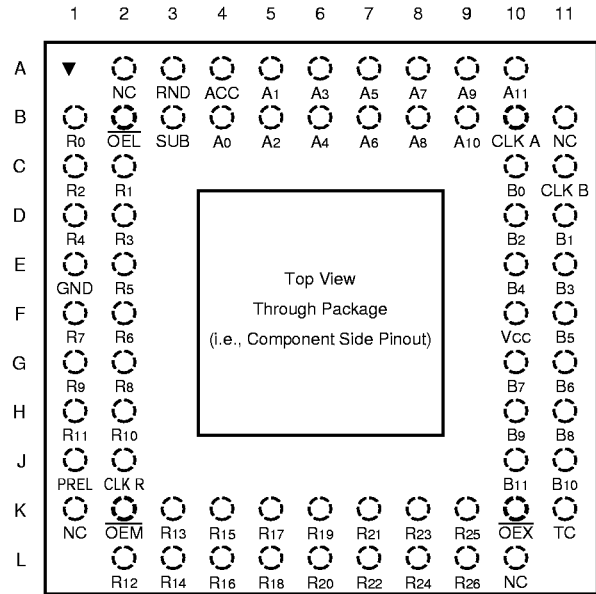 1 2 3 4 5 6 7 8 9 10 11
A
NC RND ACC A1 A3 A5 A7 A9 A11
B
R0 OEL SUB A0 A2 A4 A6 A8 A10 CLK A NC
C
R2 R1 B0 CLK B
D
R4 R3 B2 B1
E
GND R5 B4 B3
Top View
Through Package
(i.e., Component Side Pinout)
F
R7 R6 VCC B5
G
R9 R8 B7 B6
H
R11 R10 B9 B8
J
PREL CLK R B11 B10
K
NC OEM R13 R15 R17 R19 R21 R23 R25 OEX TC
L
R12 R14 R16 R18 R20 R22 R24 R26 NC